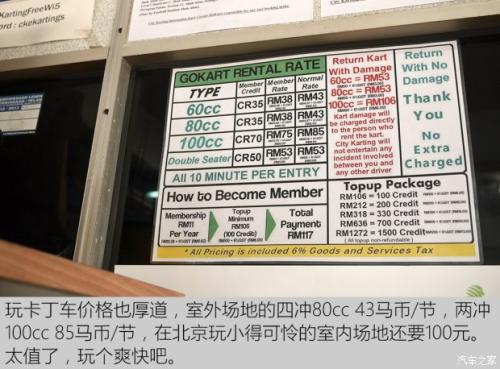 KartingFreeWi5
ord : ckekartings
GOKART RENTAL RATE
TYPE
Member Credit
Member Rate
Normal Rate
60cc CR35 RM38 RM43
80cc CR35 RM38 RM43
100cc CR70 RM75 RM85
Double Seater CR50 RM53 RM53
All 10 MINUTE PER ENTRY
Return Kart
With Damage
60cc = RM53
80cc = RM53
100cc = RM106
Kart damage will
be charged directly
to the person who
rent the kart.
City Karting will
not entertain any
incident involved
between you and
any other driver
Return
With No
Damage
Thank
You
No
Extra
Charged
How to Become Member
Membership
RM11
Per Year
Topup
Minimum
RM106
(100 Credit)
Total
Payment
RM117
Topup Package
RM106 = 100 Credit
RM212 = 200 Credit
RM318 = 330 Credit
RM636 = 700 Credit
RM1272 = 1500 Credit
(All topup non-refundable)
* All Pricing is included 6% Goods and Services Tax
玩卡丁车价格也厚道，室外场地的四冲80cc 43马币/节，两冲
100cc 85马币/节，在北京玩小得可怜的室内场地还要100元。
太值了，玩个爽快吧。
汽车之家